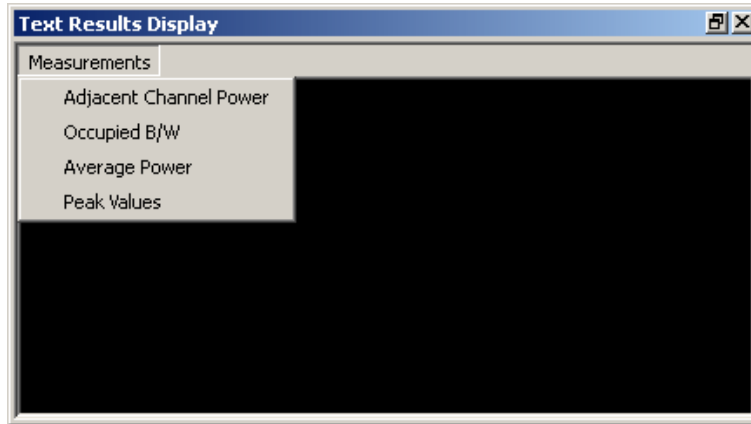 Text Results Display
Measurements
Adjacent Channel Power
Occupied B/W
Average Power
Peak Values